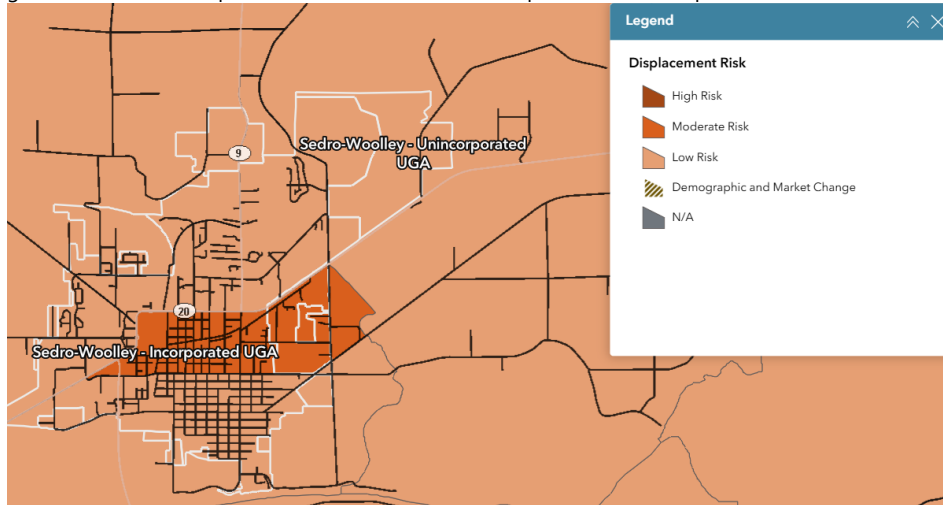 Legend
Displacement Risk
High Risk
Moderate Risk
Low Risk
Demographic and Market Change
N/A
Sedro-Woolley - Unincorporated
UGA
9
20
Sedro-Woolley - Incorporated UGA